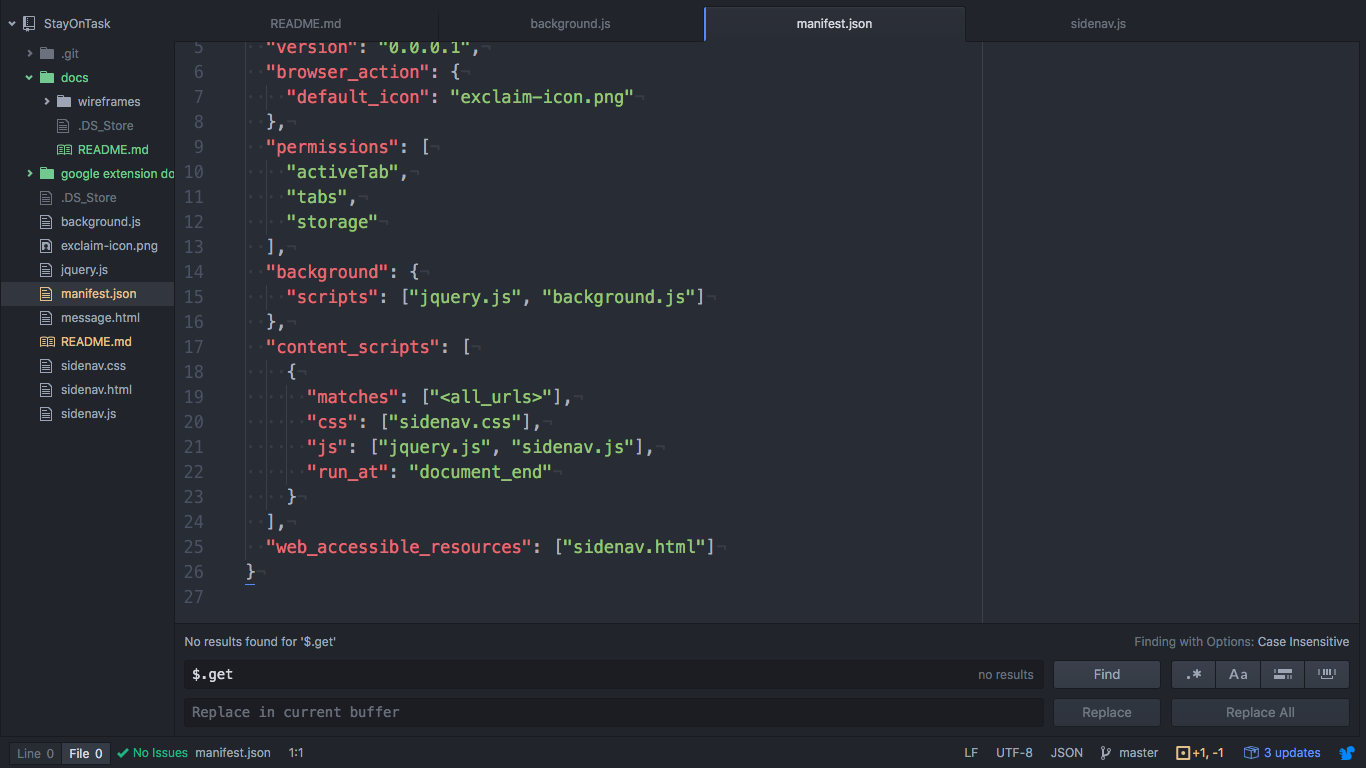 StayOnTask
.git
docs
wireframes
.DS_Store
README.md
google extension do
.DS_Store
background.js
exclaim-icon.png
jquery.js
manifest.json
message.html
README.md
sidenav.css
sidenav.html
sidenav.js
README.md background.js manifest.json sidenav.js
5 "version": "0.0.0.1",
6 "browser_action": {
7 "default_icon": "exclaim-icon.png"
8 },
9 "permissions": [
10 "activeTab",
11 "tabs",
12 "storage"
13 ],
14 "background": {
15 "scripts": ["jquery.js", "background.js"]
16 },
17 "content_scripts": [
18 {
19 "matches": ["<all_urls>"],
20 "css": ["sidenav.css"],
21 "js": ["jquery.js", "sidenav.js"],
22 "run_at": "document_end"
23 }
24 ],
25 "web_accessible_resources": ["sidenav.html"]
26 }
27
No results found for '$.get' Finding with Options: Case Insensitive
$.get no results Find .* Aa
Replace in current buffer Replace Replace All
Line 0 File 0 No Issues manifest.json 1:1 LF UTF-8 JSON master +1, -1 3 updates